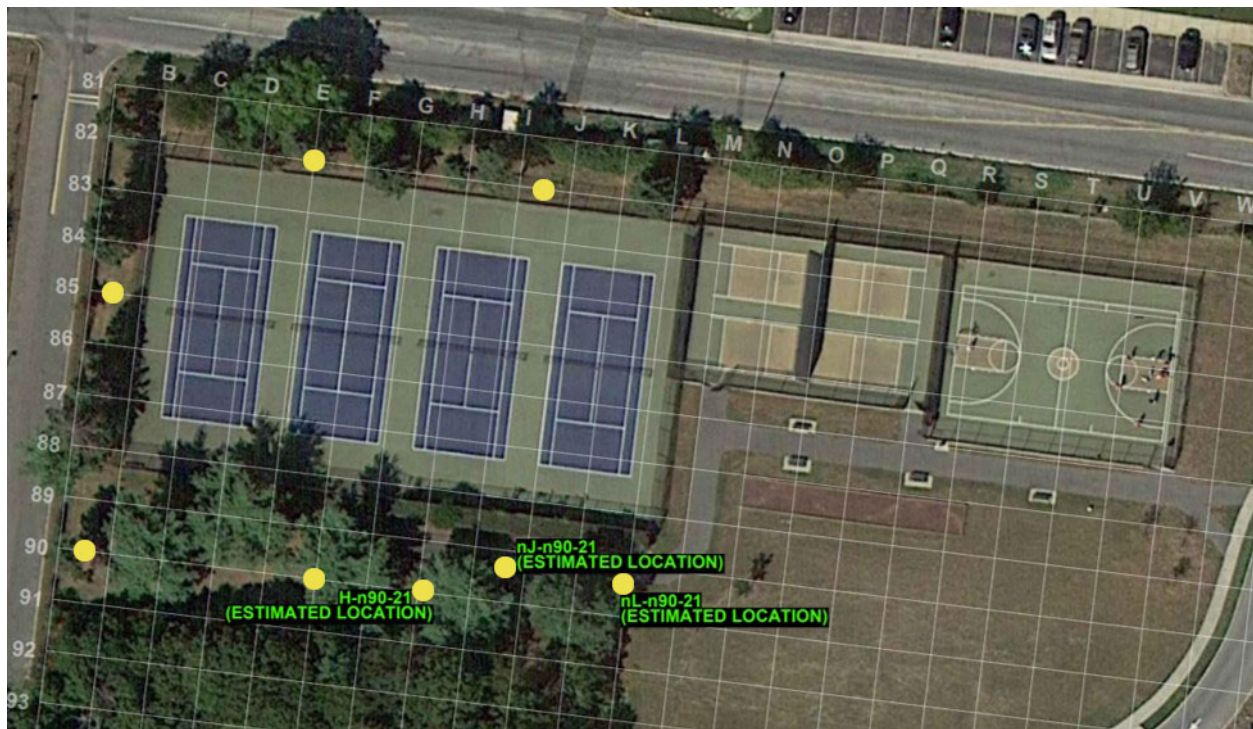 B C D E F G H I J K L M N O P Q R S T U V W
81
82
83
84
85
86
87
88
89
90
91
92
93
nJ-n90-21
(ESTIMATED LOCATION)
H-n90-21
(ESTIMATED LOCATION)
nL-n90-21
(ESTIMATED LOCATION)